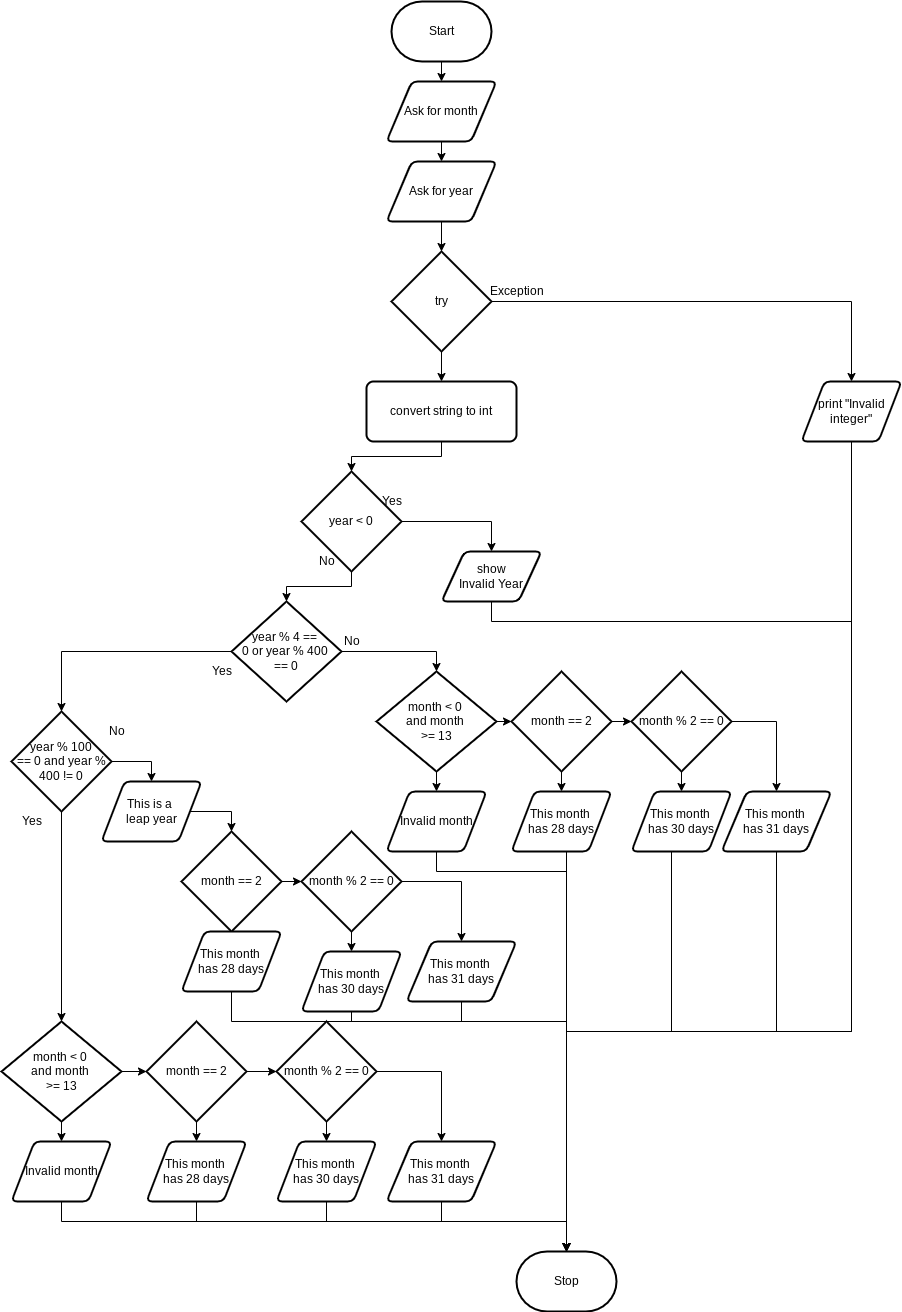 Start
Ask for month
Ask for year
try
Exception
convert string to int
print "Invalid
integer"
year < 0
Yes
No
show
Invalid Year
year % 4 ==
0 or year % 400
== 0
Yes
No
month < 0
and month
>= 13
month == 2
month % 2 == 0
year % 100
== 0 and year %
400 != 0
No
Yes
This is a
leap year
Invalid month
This month
has 28 days
This month
has 30 days
This month
has 31 days
month == 2
month % 2 == 0
This month
has 28 days
This month
has 30 days
This month
has 31 days
month < 0
and month
>= 13
month == 2
month % 2 == 0
Invalid month
This month
has 28 days
This month
has 30 days
This month
has 31 days
Stop